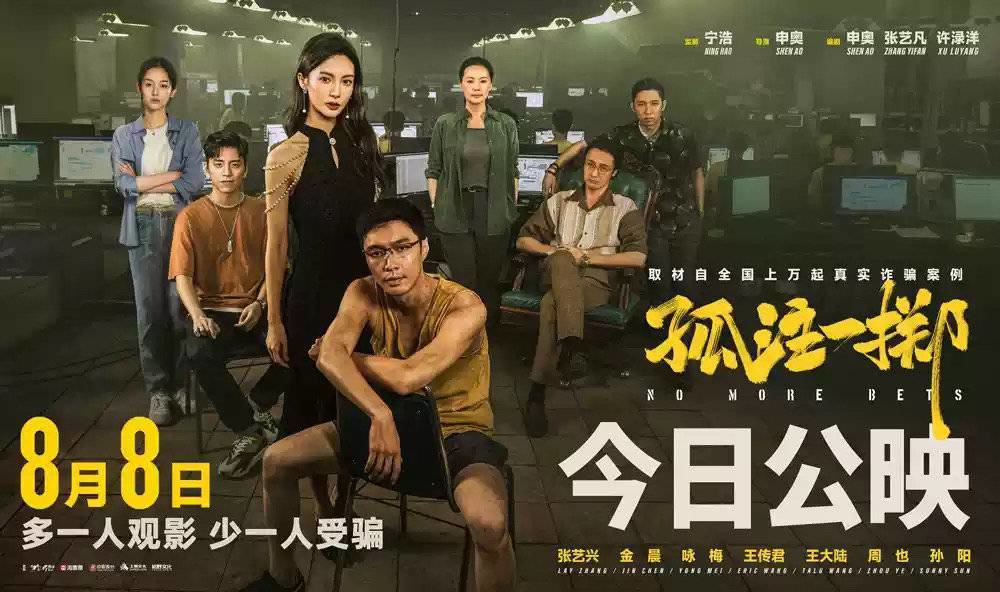 监制 宁浩 导演 申奥 编剧 申奥 张艺凡 许渌洋
NING HAO SHEN AO SHEN AO ZHANG YIFAN XU LUYANG
取材自全国上万起真实诈骗案例
孤注一掷
NO MORE BETS
今日公映
8月8日
多一人观影 少一人受骗
张艺兴 金晨 咏梅 王传君 王大陆 周也 孙阳
LAY ZHANG / JIN CHEN / YONG MEI / ERIC WANG / TALU WANG / ZHOU YE / SUNNY SUN